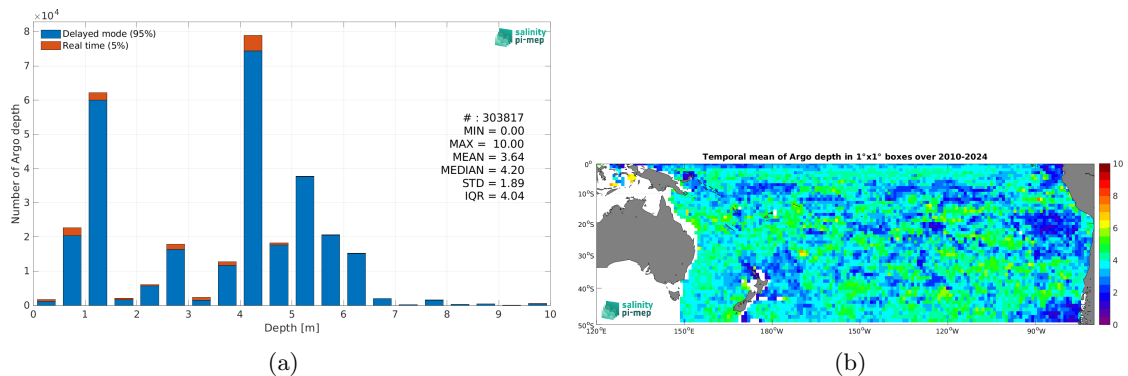 ×10⁴
8
7
6
5
4
3
2
1
0
Number of Argo depth
Delayed mode (95%)
Real time (5%)
salinity
pi-mep
# : 303817
MIN = 0.00
MAX = 10.00
MEAN = 3.64
MEDIAN = 4.20
STD = 1.89
IQR = 4.04
0 1 2 3 4 5 6 7 8 9 10
Depth [m]
(a)
Temporal mean of Argo depth in 1°x1° boxes over 2010-2024
0°
10°S
20°S
30°S
40°S
50°S
120°E 150°E 180°W 150°W 120°W 90°W
salinity
pi-mep
10
8
6
4
2
0
(b)